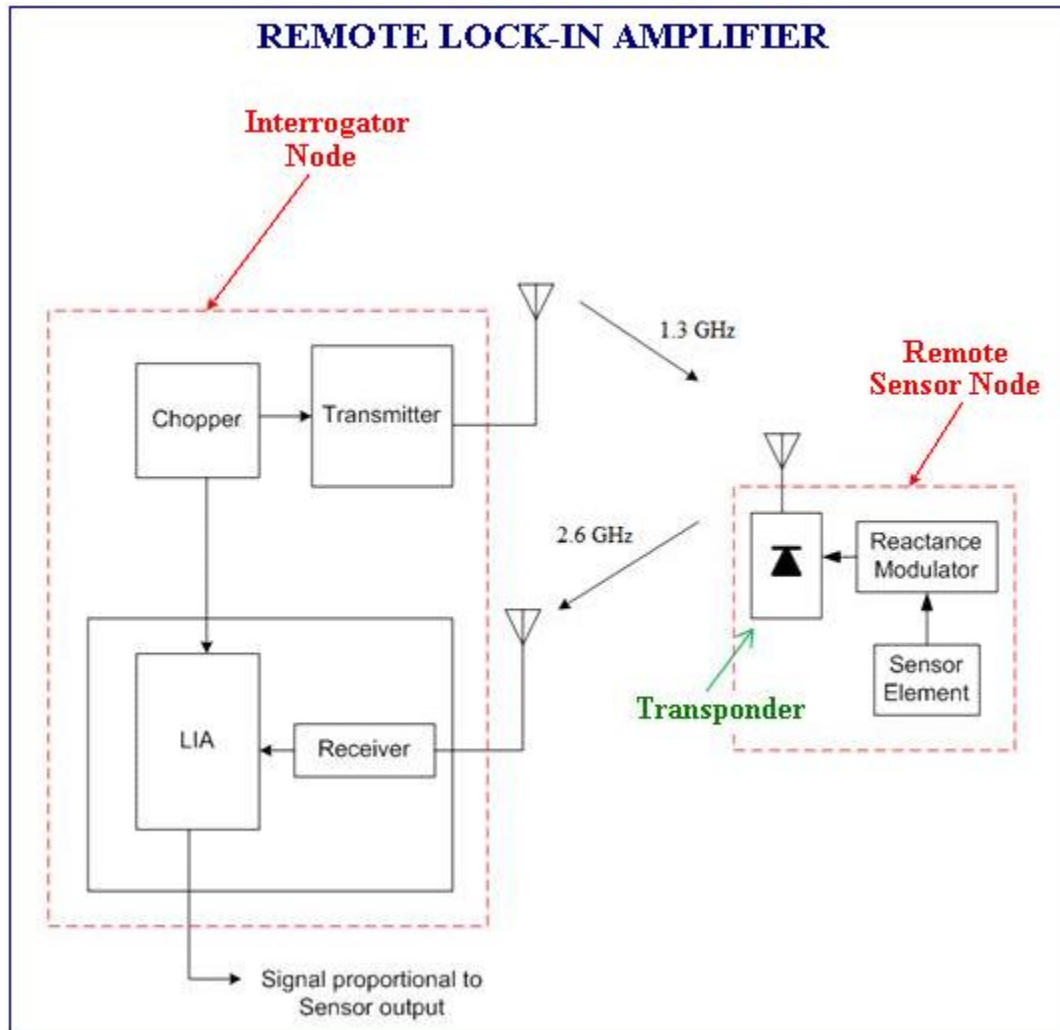 REMOTE LOCK-IN AMPLIFIER
Interrogator
Node
1.3 GHz
Remote
Sensor Node
Chopper
Transmitter
2.6 GHz
Reactance
Modulator
Sensor
Element
Transponder
LIA
Receiver
Signal proportional to
Sensor output